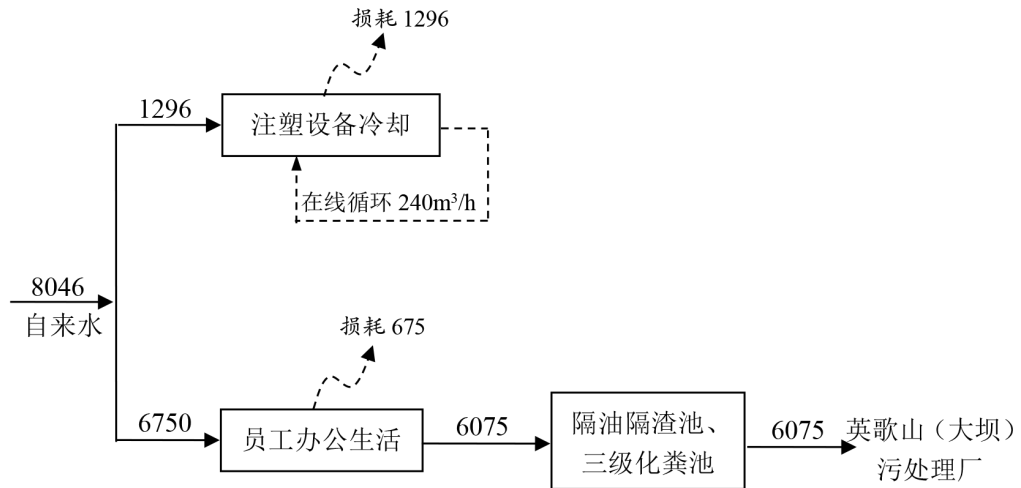 损耗 1296
1296
注塑设备冷却
在线循环 240m³/h
8046
自来水
损耗 675
6750
员工办公生活
6075
隔油隔渣池、
三级化粪池
6075
英歌山（大坝）
污处理厂